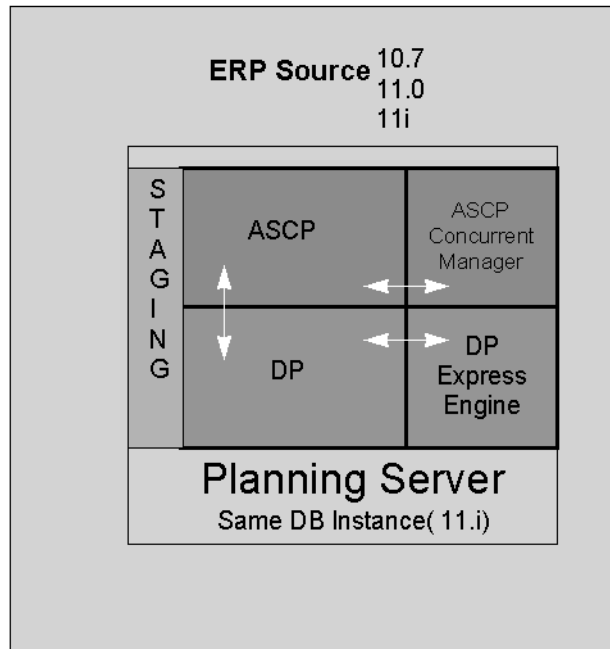 ERP Source 10.7
11.0
11i
STAGING
ASCP
ASCP
Concurrent
Manager
DP
DP
Express
Engine
Planning Server
Same DB Instance( 11.i)